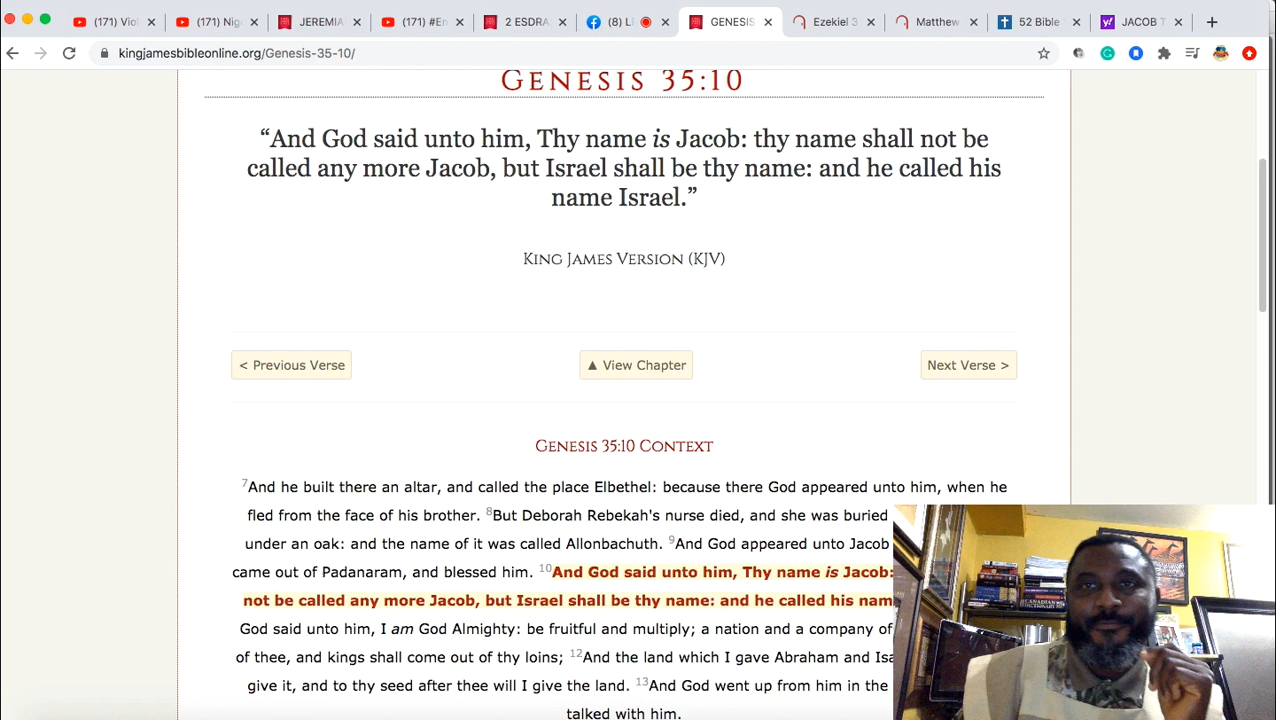 (171) Viol
(171) Nig
JEREMIA
(171) #En
2 ESDRA
(8) Li
GENESIS
Ezekiel 3
Matthew
52 Bible
JACOB T
kingjamesbibleonline.org/Genesis-35-10/
GENESIS 35:10
“And God said unto him, Thy name is Jacob: thy name shall not be
called any more Jacob, but Israel shall be thy name: and he called his
name Israel.”
KING JAMES VERSION (KJV)
< Previous Verse
▲ View Chapter
Next Verse >
GENESIS 35:10 CONTEXT
7And he built there an altar, and called the place Elbethel: because there God appeared unto him, when he
fled from the face of his brother. 8But Deborah Rebekah's nurse died, and she was buried
under an oak: and the name of it was called Allonbachuth. 9And God appeared unto Jacob
came out of Padanaram, and blessed him. 10And God said unto him, Thy name is Jacob:
not be called any more Jacob, but Israel shall be thy name: and he called his nam
God said unto him, I am God Almighty: be fruitful and multiply; a nation and a company of
of thee, and kings shall come out of thy loins; 12And the land which I gave Abraham and Isa
give it, and to thy seed after thee will I give the land. 13And God went up from him in the
talked with him.